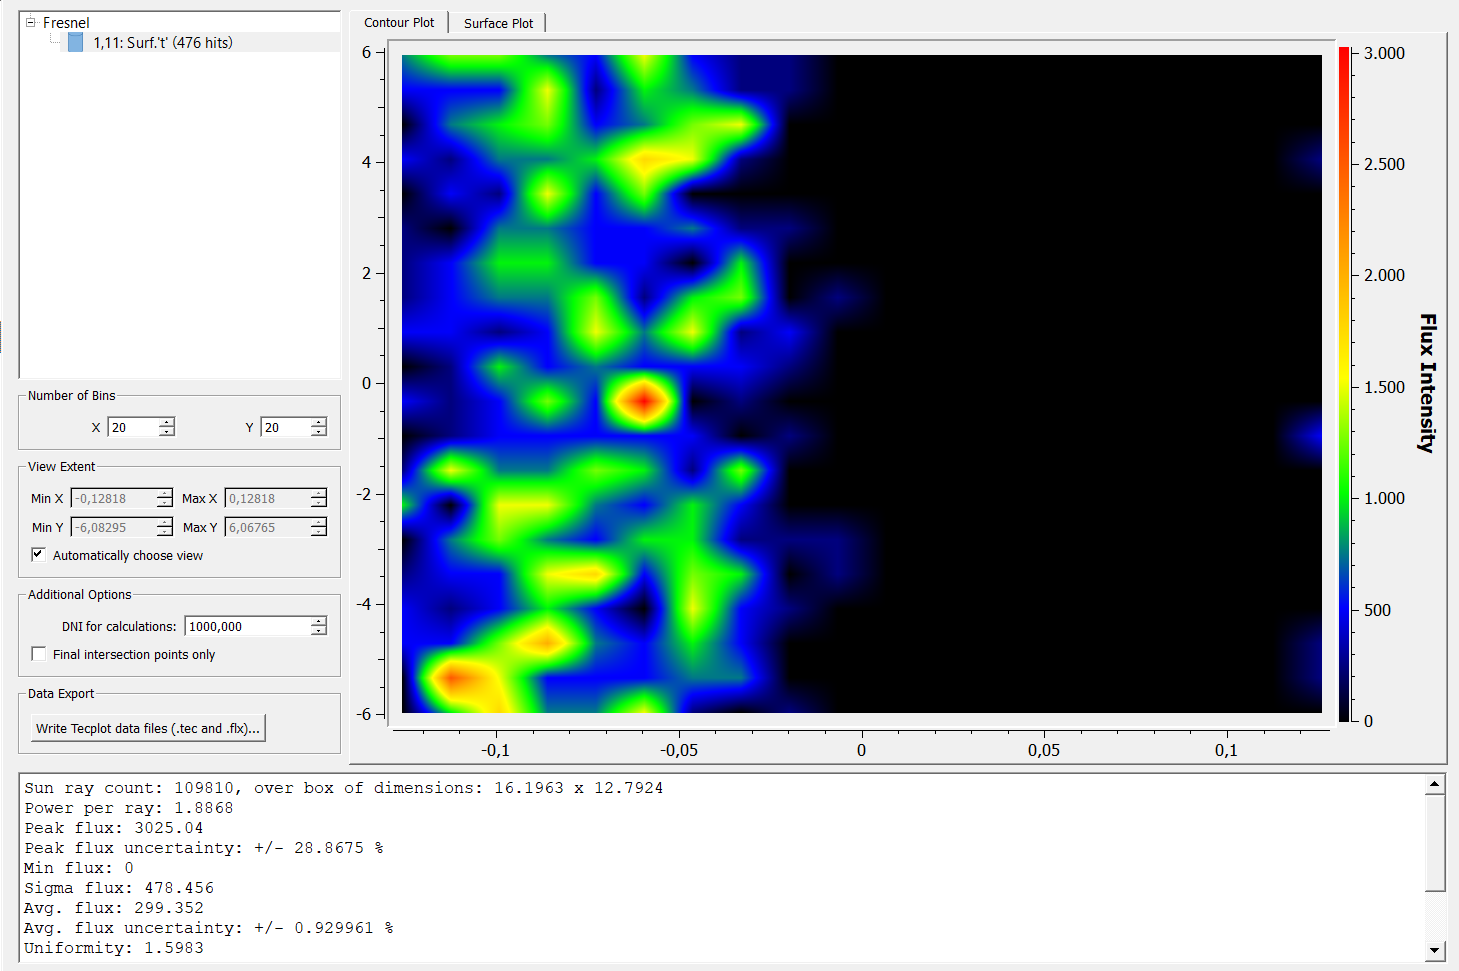 Fresnel
1,11: Surf.'t' (476 hits)
Number of Bins
X 20 Y 20
View Extent
Min X -0,12818 Max X 0,12818
Min Y -6,08295 Max Y 6,06765
Automatically choose view
Additional Options
DNI for calculations: 1000,000
Final intersection points only
Data Export
Write Tecplot data files (.tec and .flx)...
Contour Plot Surface Plot
6
4
2
0
-2
-4
-6
-0,1 -0,05 0 0,05 0,1
3.000
2.500
2.000
1.500
1.000
500
0
Flux Intensity
Sun ray count: 109810, over box of dimensions: 16.1963 x 12.7924
Power per ray: 1.8868
Peak flux: 3025.04
Peak flux uncertainty: +/- 28.8675 %
Min flux: 0
Sigma flux: 478.456
Avg. flux: 299.352
Avg. flux uncertainty: +/- 0.929961 %
Uniformity: 1.5983